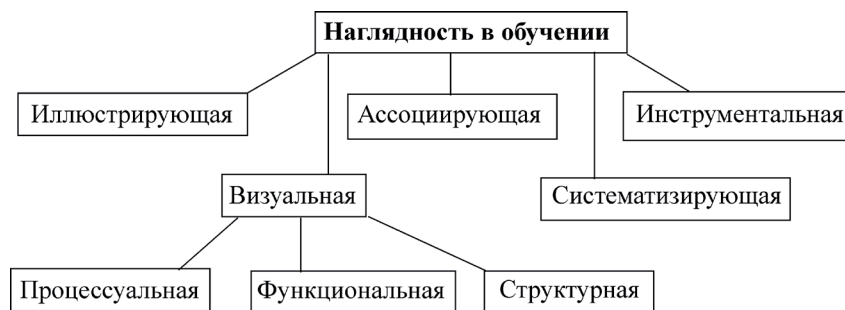 Наглядность в обучении
Иллюстрирующая
Ассоциирующая
Инструментальная
Визуальная
Систематизирующая
Процессуальная
Функциональная
Структурная